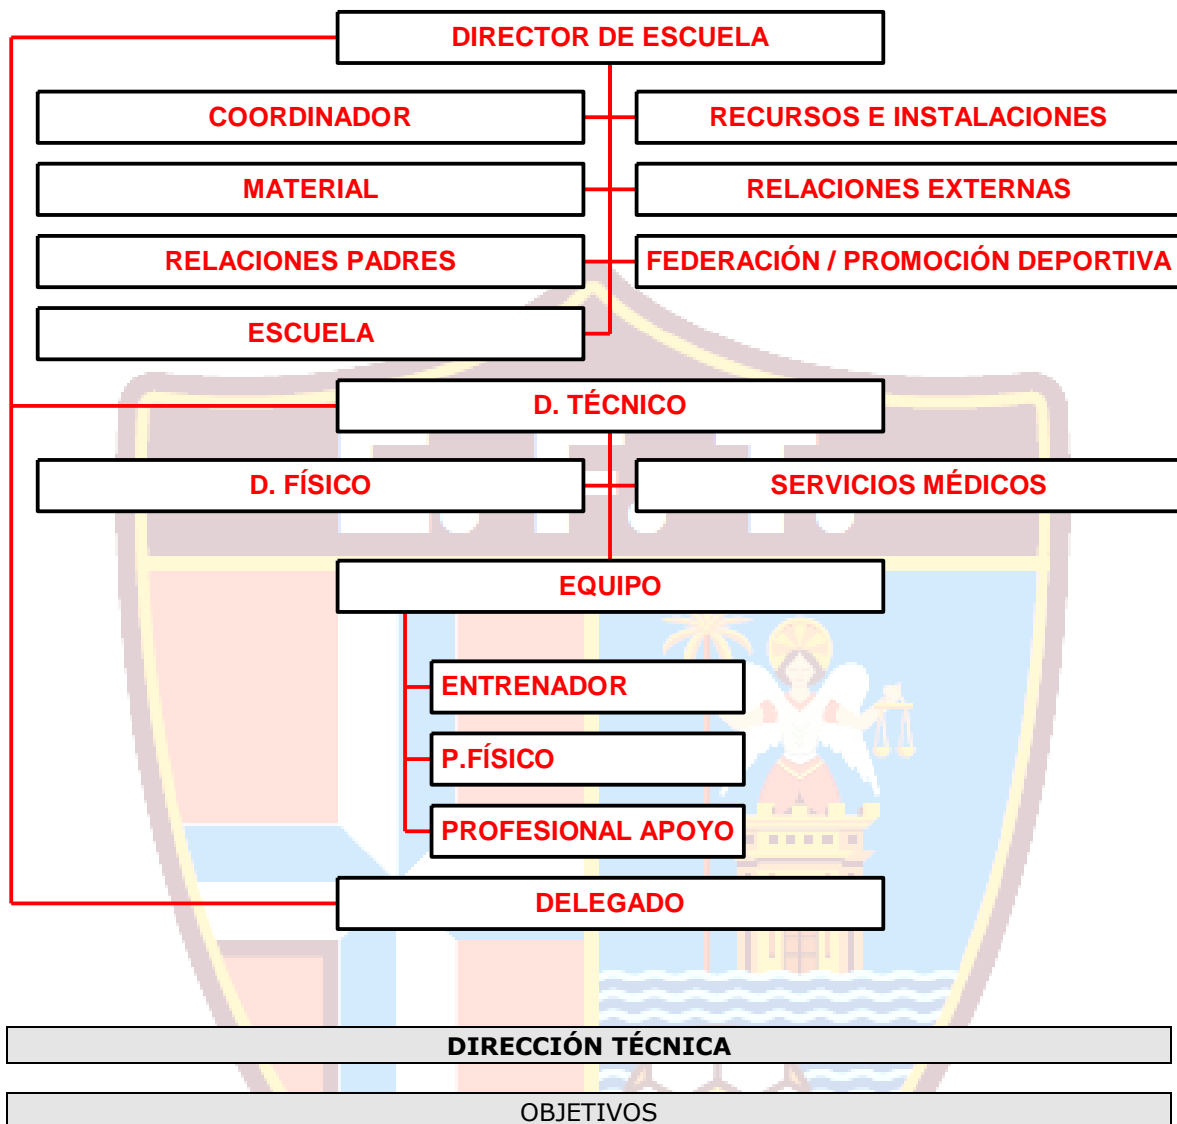 DIRECTOR DE ESCUELA
COORDINADOR
RECURSOS E INSTALACIONES
MATERIAL
RELACIONES EXTERNAS
RELACIONES PADRES
FEDERACIÓN / PROMOCIÓN DEPORTIVA
ESCUELA
D. TÉCNICO
D. FÍSICO
SERVICIOS MÉDICOS
EQUIPO
ENTRENADOR
P.FÍSICO
PROFESIONAL APOYO
DELEGADO
DIRECCIÓN TÉCNICA
OBJETIVOS